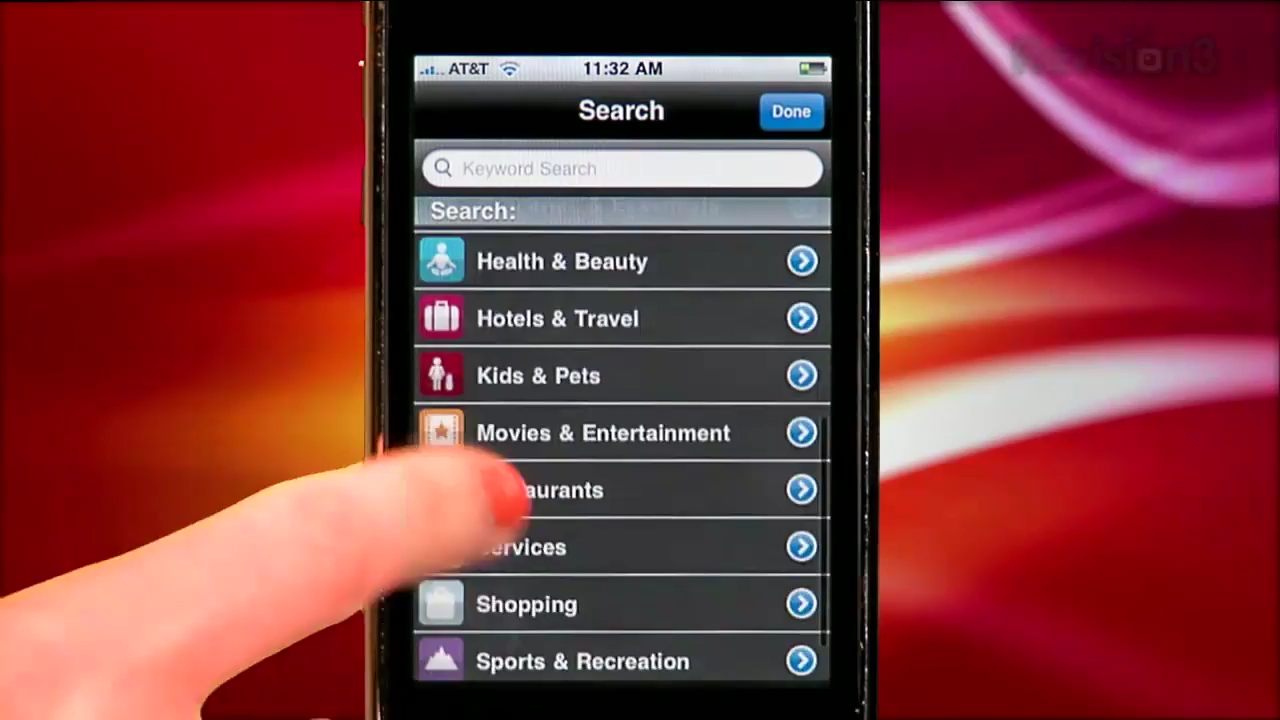 Revision3
AT&T 11:32 AM
Search Done
Keyword Search
Search:
Health & Beauty
Hotels & Travel
Kids & Pets
Movies & Entertainment
aurants
ervices
Shopping
Sports & Recreation